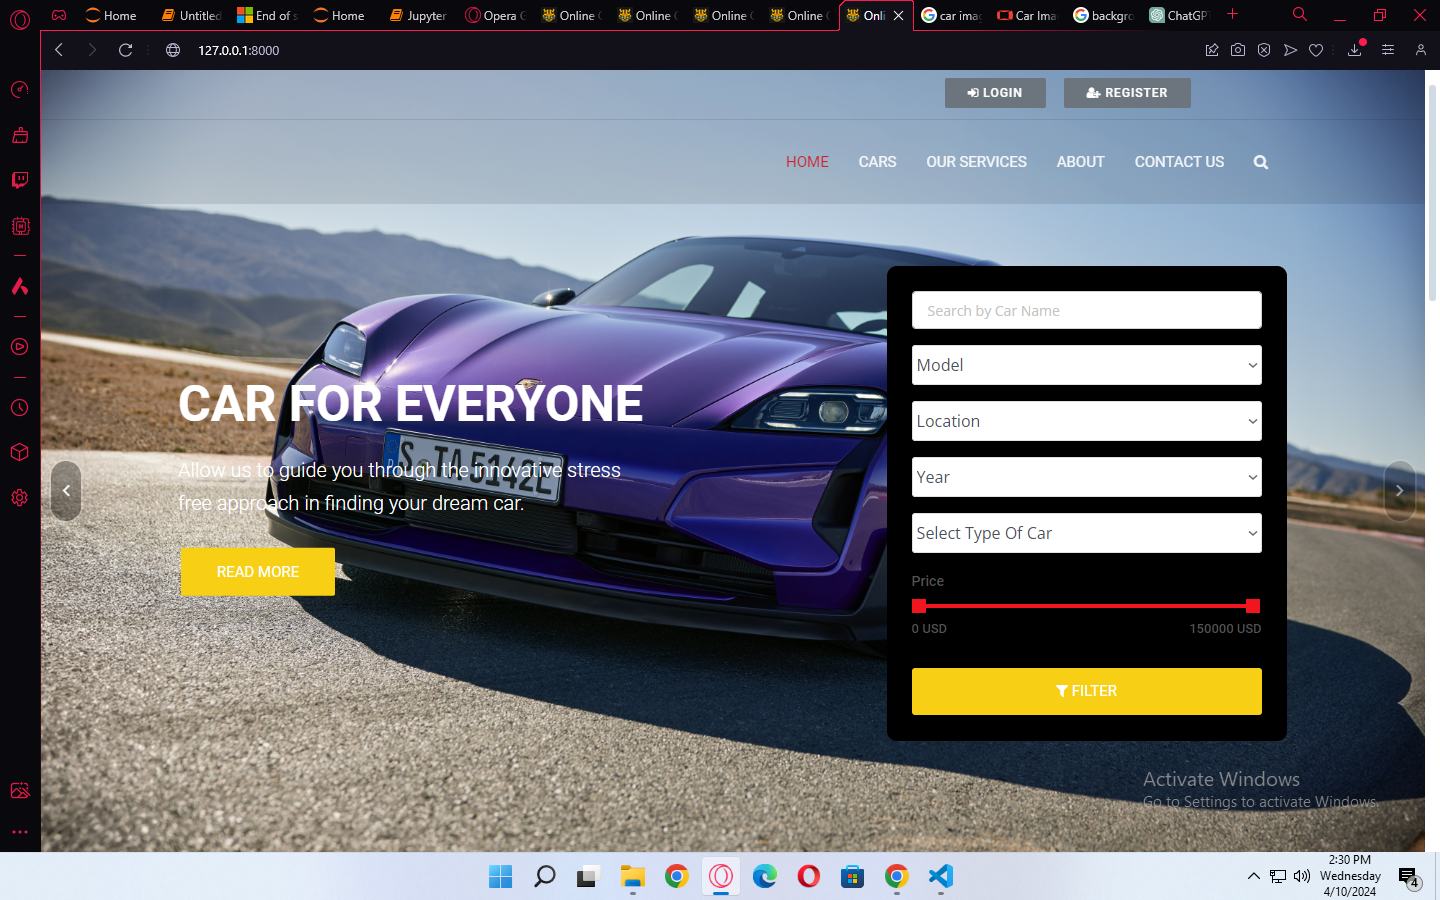 Home
Untitled
End of s
Home
Jupyter
Opera G
Online
Online
Online
Online
Onli
car imag
Car Ima
backgro
ChatGPT
127.0.0.1:8000
LOGIN
REGISTER
HOME
CARS
OUR SERVICES
ABOUT
CONTACT US
Search by Car Name
Model
Location
Year
Select Type Of Car
Price
0 USD
150000 USD
FILTER
CAR FOR EVERYONE
S TA 5142E
Allow us to guide you through the innovative stress
free approach in finding your dream car.
READ MORE
Activate Windows
Go to Settings to activate Windows.
2:30 PM
Wednesday
4/10/2024
4